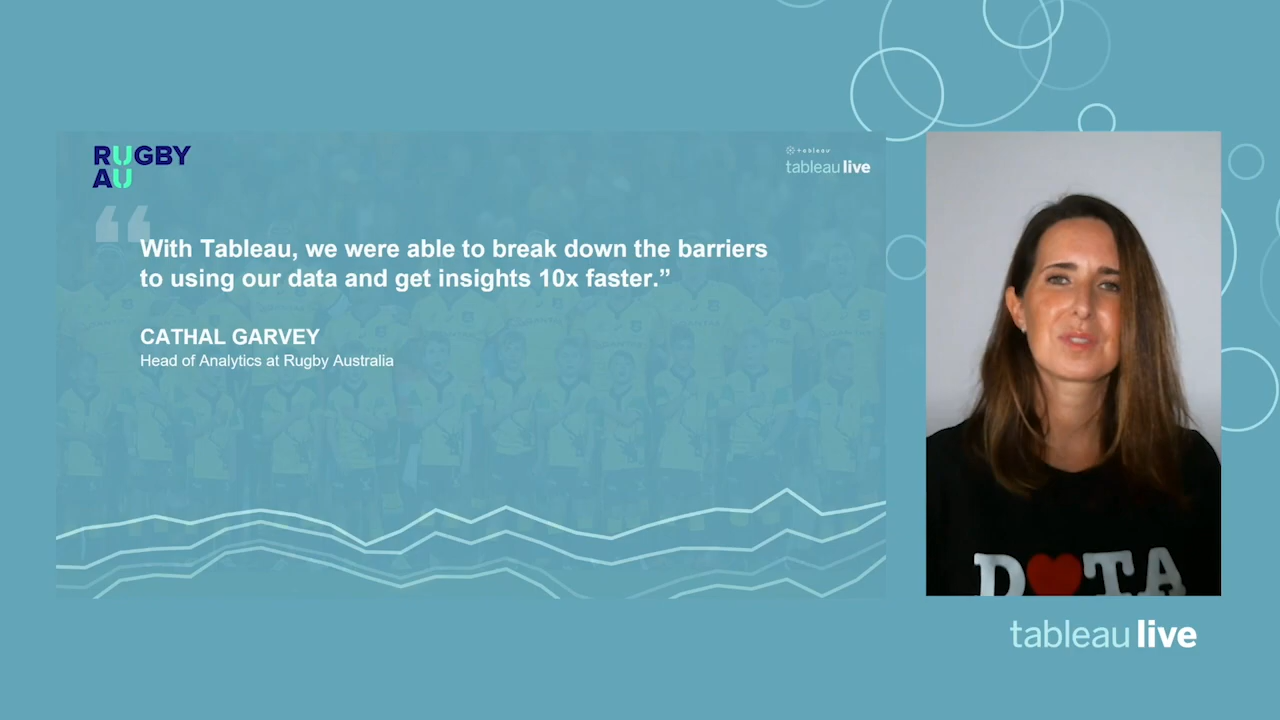 RUGBY
AU
tableau
tableau live
“
With Tableau, we were able to break down the barriers
to using our data and get insights 10x faster.”
CATHAL GARVEY
Head of Analytics at Rugby Australia
D♥TA
tableau live